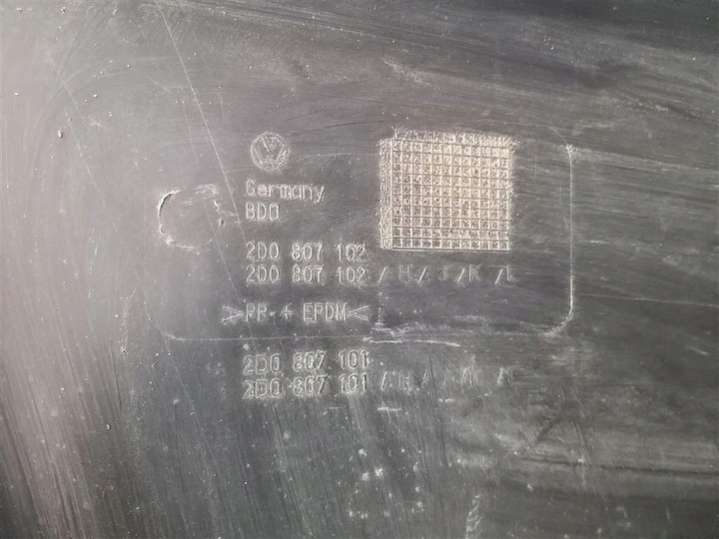 Germany
BDO
2D0 807 102
2D0 807 102 /H/J/K/L
>PP-+EPDM<
2D0 807 101
2D0 807 101